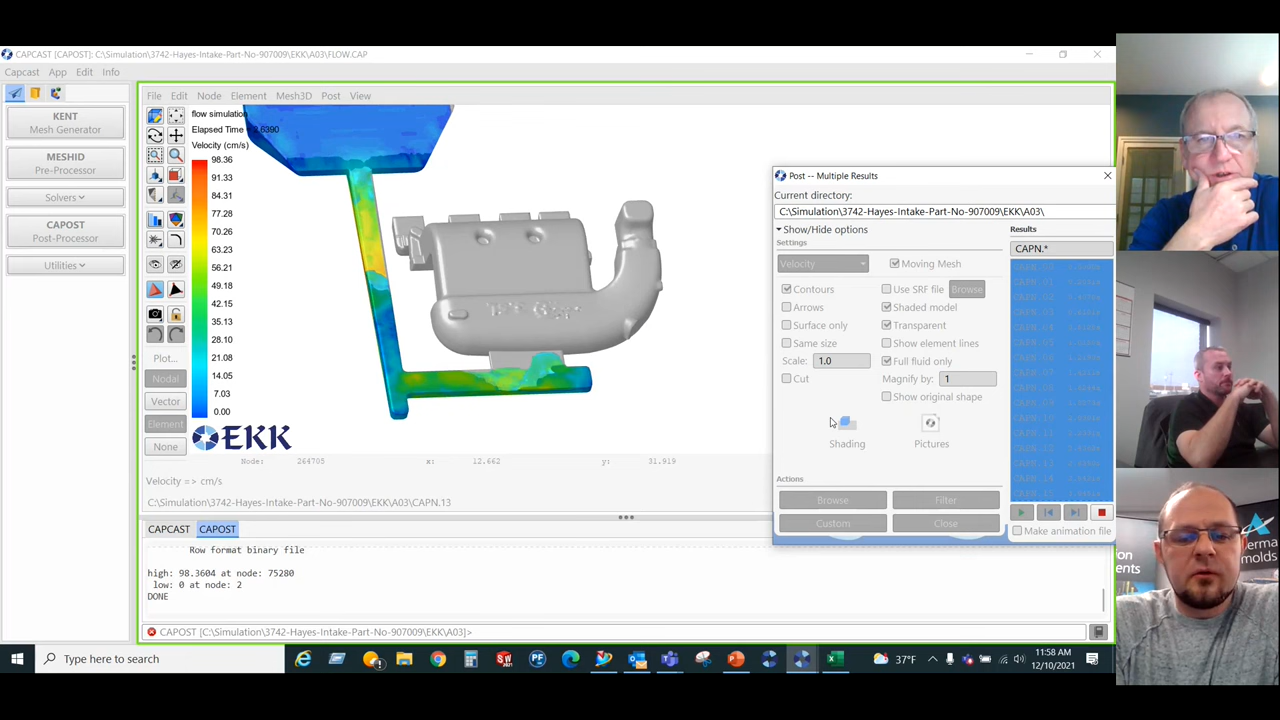 CAPCAST [CAPOST]: C:\Simulation\3742-Hayes-Intake-Part-No-907009\EKK\A03\FLOW.CAP
Capcast App Edit Info
KENT
Mesh Generator
MESHID
Pre-Processor
Solvers
CAPOST
Post-Processor
Utilities
File Edit Node Element Mesh3D Post View
flow simulation
Elapsed Time
Velocity (cm/s)
98.36
91.33
84.31
77.28
70.26
63.23
56.21
49.18
42.15
35.13
28.10
21.08
14.05
7.03
0.00
Plot...
Nodal
Vector
Element
None
EKK
Node: 264705 x: 12.662 y: 31.919
Velocity => cm/s
C:\Simulation\3742-Hayes-Intake-Part-No-907009\EKK\A03\CAPN.13
Post -- Multiple Results
Current directory:
C:\Simulation\3742-Hayes-Intake-Part-No-907009\EKK\A03\
Show/Hide options
Settings
Velocity
Moving Mesh
Contours
Use SRF file
Browse
Arrows
Shaded model
Surface only
Transparent
Same size
Show element lines
Scale: 1.0
Full fluid only
Cut
Magnify by: 1
Show original shape
Shading
Pictures
Actions
Browse
Filter
Custom
Close
Results
CAPN.*
Make animation file
CAPCAST CAPOST
Row format binary file
high: 98.3604 at node: 75280
low: 0 at node: 2
DONE
CAPOST [C:\Simulation\3742-Hayes-Intake-Part-No-907009\EKK\A03]>
Type here to search
37°F
11:58 AM
12/10/2021